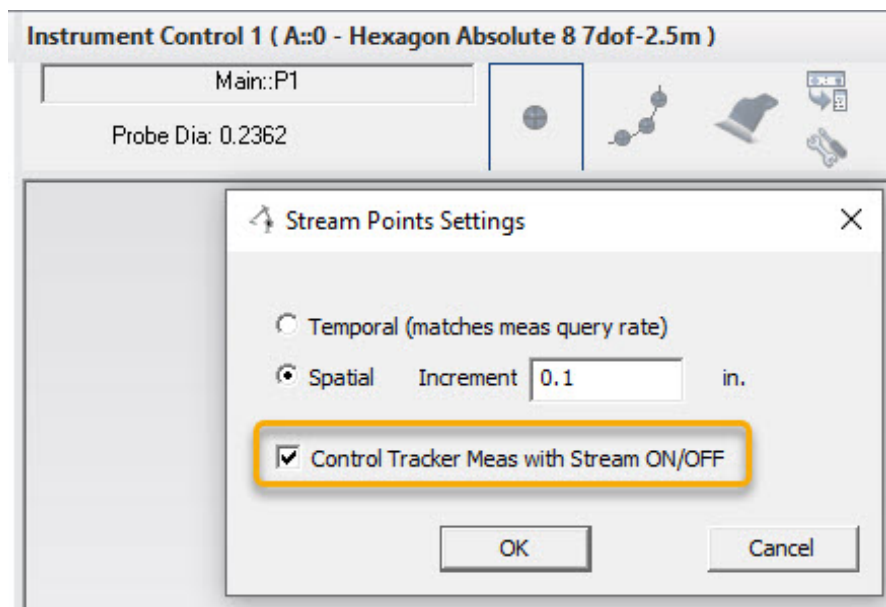 Instrument Control 1 ( A::0 - Hexagon Absolute 8 7dof-2.5m )
Main::P1
Probe Dia: 0.2362
Stream Points Settings
Temporal (matches meas query rate)
Spatial Increment 0.1 in.
Control Tracker Meas with Stream ON/OFF
OK Cancel